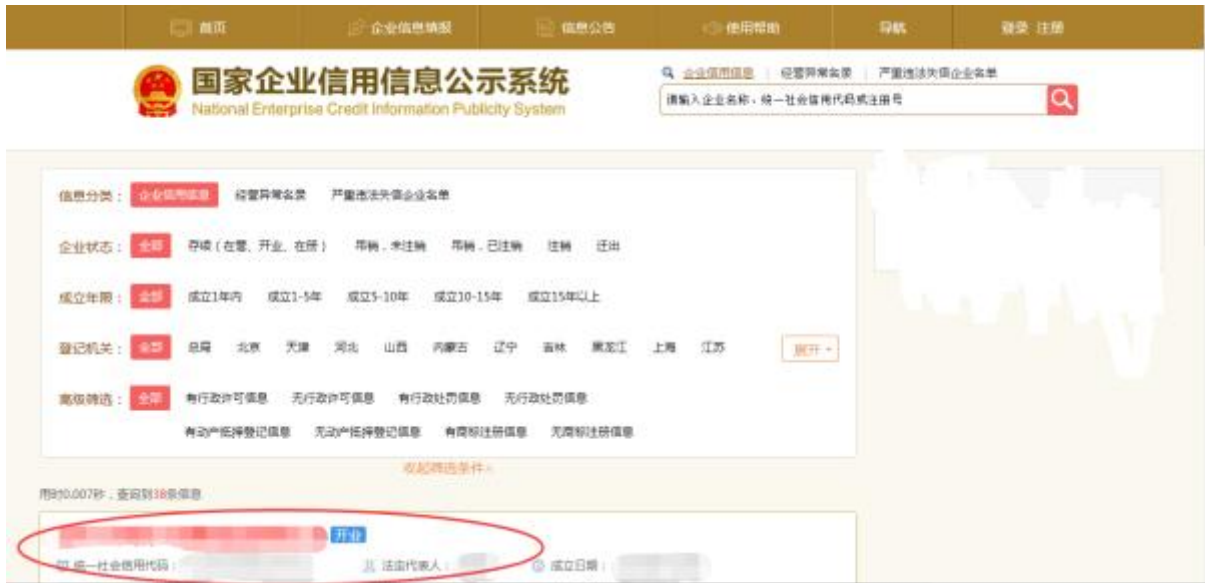 首页 企业信息填报 信息公告 使用帮助 导航 登录 注册
国家企业信用信息公示系统
National Enterprise Credit Information Publicity System
企业信用信息 | 经营异常名录 | 严重违法失信企业名单
请输入企业名称、统一社会信用代码或注册号
信息分类： 企业信用信息 经营异常名录 严重违法失信企业名单
企业状态： 全部 存续（在营、开业、在册） 吊销，未注销 吊销，已注销 注销 迁出
成立年限： 全部 成立1年内 成立1-5年 成立5-10年 成立10-15年 成立15年以上
登记机关： 全部 总局 北京 天津 河北 山西 内蒙古 辽宁 吉林 黑龙江 上海 江苏 展开
高级筛选： 全部 有行政许可信息 无行政许可信息 有行政处罚信息 无行政处罚信息
有动产抵押登记信息 无动产抵押登记信息 有商标注册信息 无商标注册信息
收起筛选条件
用时0.007秒，查询到38条信息
开业
统一社会信用代码： 法定代表人： 成立日期：